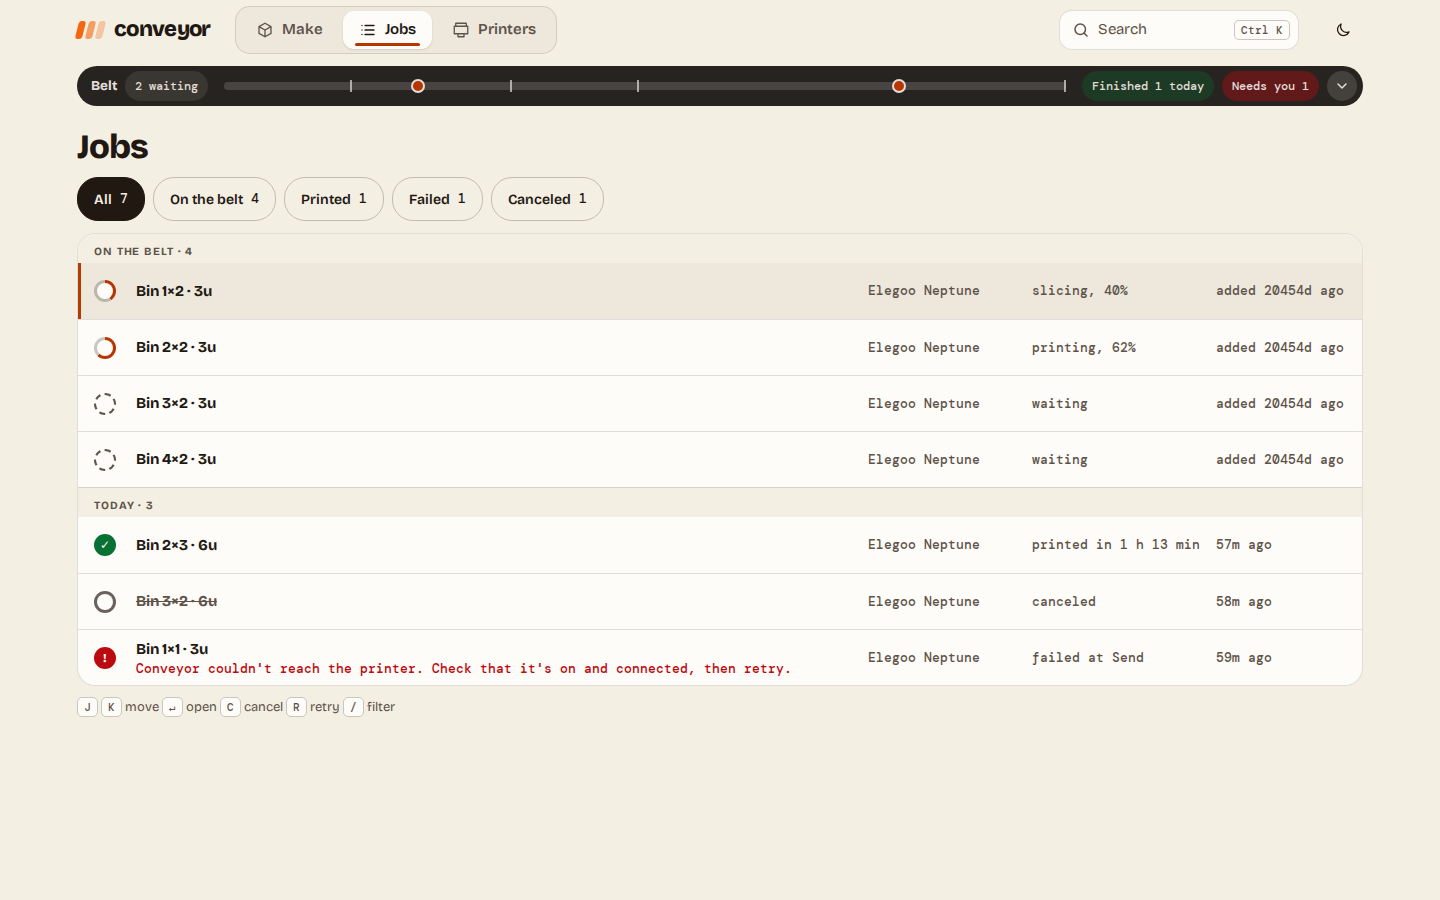 conveyor
Make
Jobs
Printers
Search
Ctrl K
Belt
2 waiting
Finished 1 today
Needs you 1
Jobs
All 7
On the belt 4
Printed 1
Failed 1
Canceled 1
ON THE BELT · 4
Bin 1×2 · 3u Elegoo Neptune slicing, 40% added 20454d ago
Bin 2×2 · 3u Elegoo Neptune printing, 62% added 20454d ago
Bin 3×2 · 3u Elegoo Neptune waiting added 20454d ago
Bin 4×2 · 3u Elegoo Neptune waiting added 20454d ago
TODAY · 3
Bin 2×3 · 6u Elegoo Neptune printed in 1 h 13 min 57m ago
Bin 3×2 · 6u Elegoo Neptune canceled 58m ago
Bin 1×1 · 3u Elegoo Neptune failed at Send 59m ago
Conveyor couldn't reach the printer. Check that it's on and connected, then retry.
J K move ↵ open C cancel R retry / filter